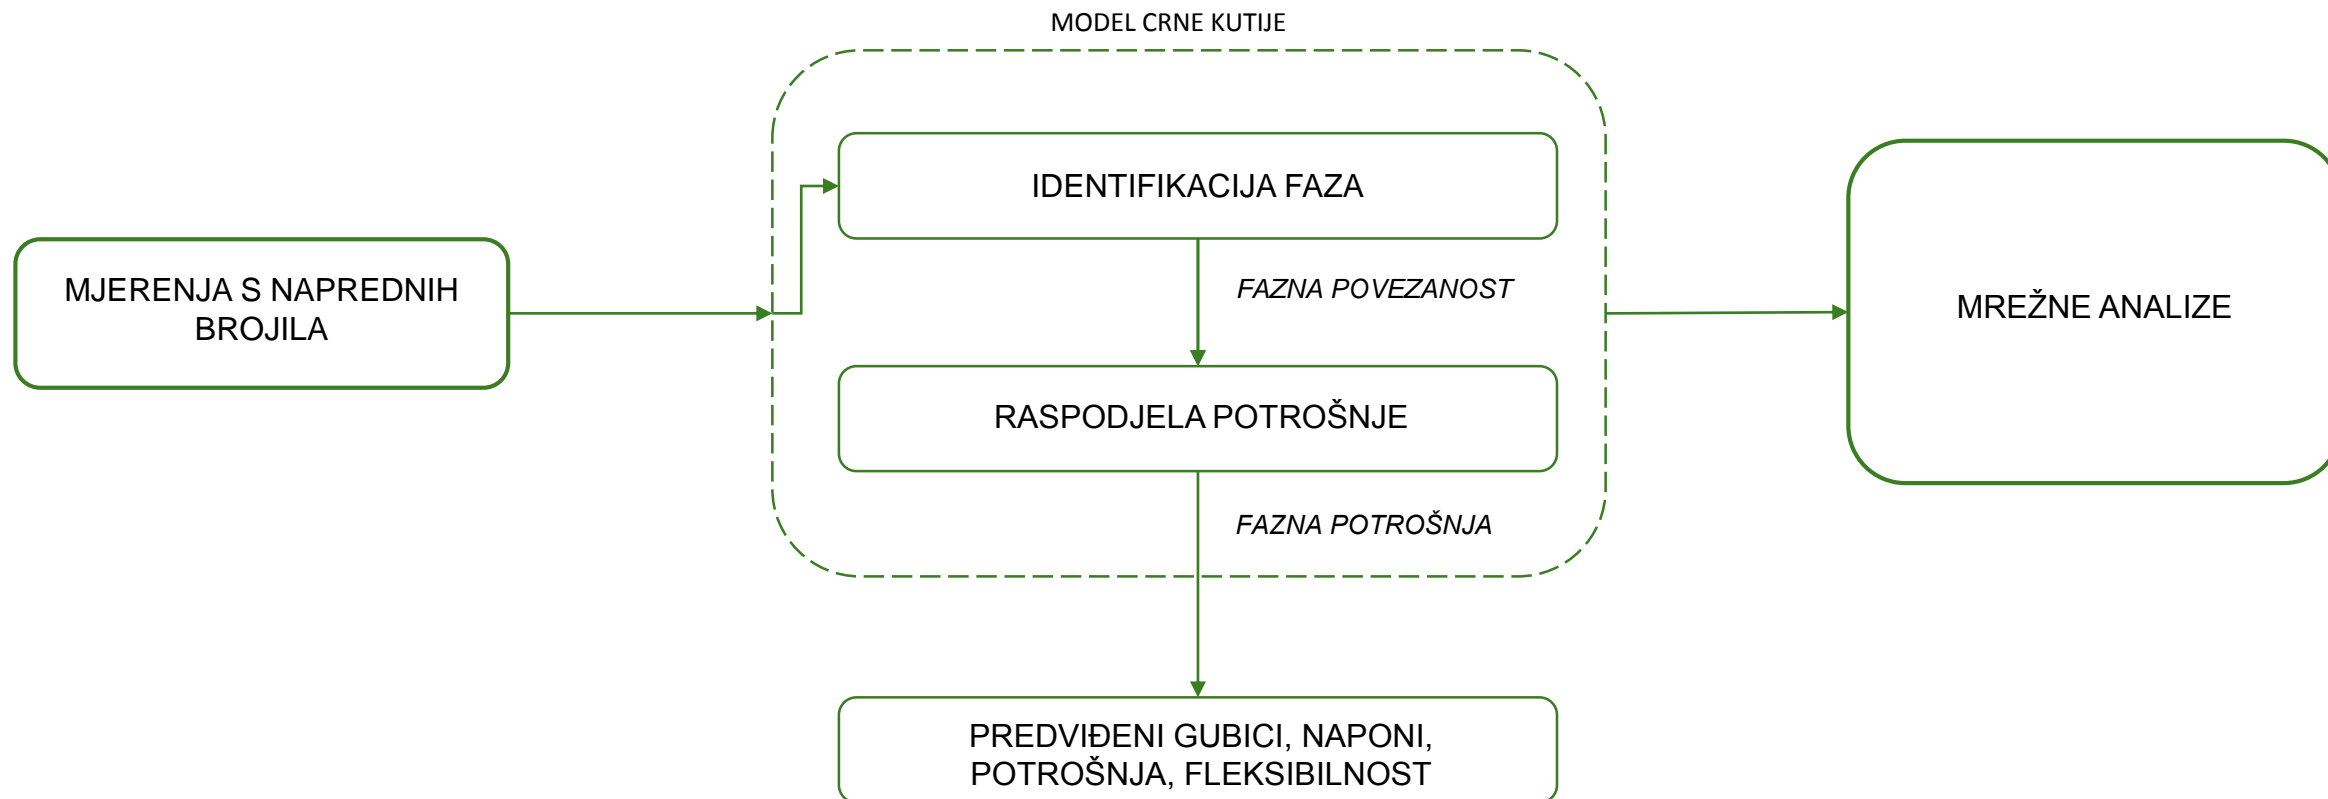 MODEL CRNE KUTIJE
IDENTIFIKACIJA FAZA
MJERENJA S NAPREDNIH
BROJILA
FAZNA POVEZANOST
MREŽNE ANALIZE
RASPODJELA POTROŠNJE
FAZNA POTROŠNJA
PREDVIĐENI GUBICI, NAPONI,
POTROŠNJA, FLEKSIBILNOST